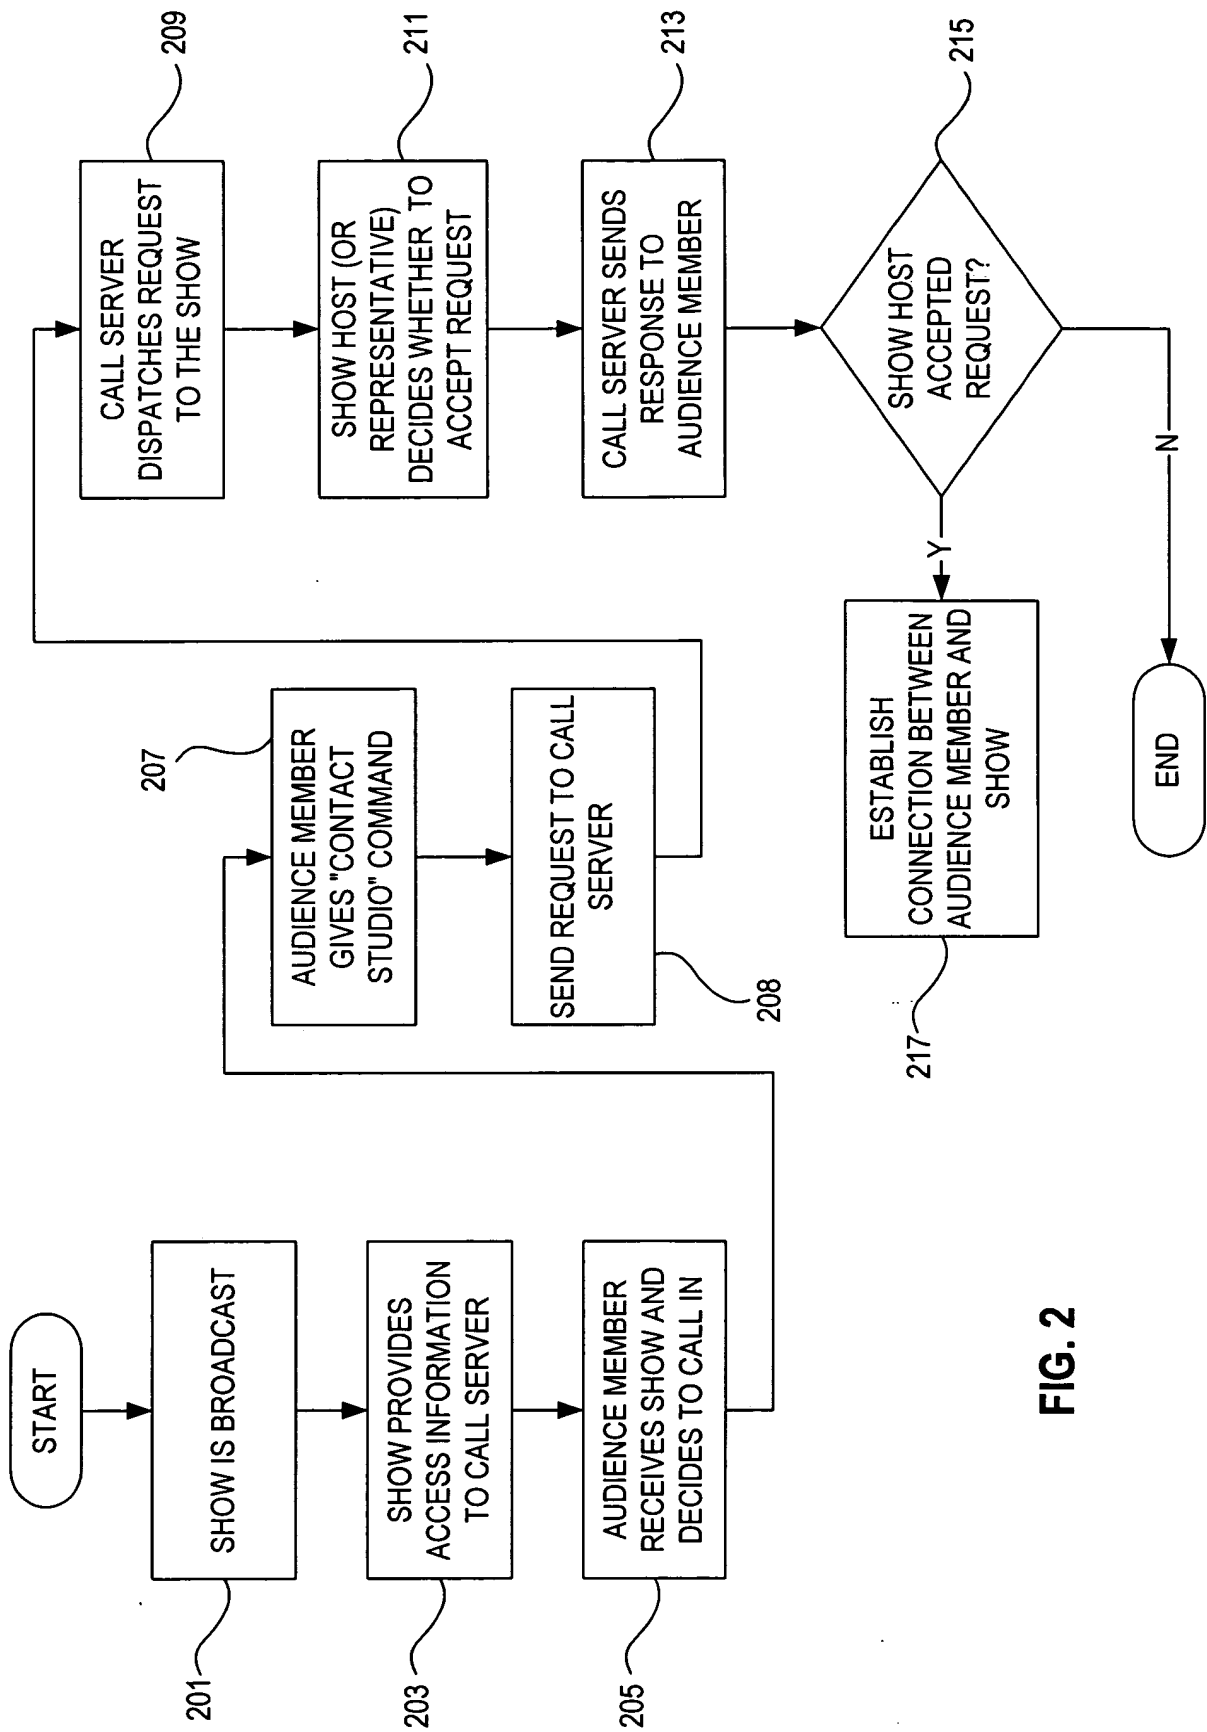 START
SHOW IS BROADCAST
201
SHOW PROVIDES
ACCESS INFORMATION
TO CALL SERVER
203
AUDIENCE MEMBER
RECEIVES SHOW AND
DECIDES TO CALL IN
205
207
AUDIENCE MEMBER
GIVES "CONTACT
STUDIO" COMMAND
SEND REQUEST TO CALL
SERVER
208
CALL SERVER
DISPATCHES REQUEST
TO THE SHOW
209
SHOW HOST (OR
REPRESENTATIVE)
DECIDES WHETHER TO
ACCEPT REQUEST
211
CALL SERVER SENDS
RESPONSE TO
AUDIENCE MEMBER
213
SHOW HOST
ACCEPTED
REQUEST?
215
Y
N
ESTABLISH
CONNECTION BETWEEN
AUDIENCE MEMBER AND
SHOW
217
END
FIG. 2